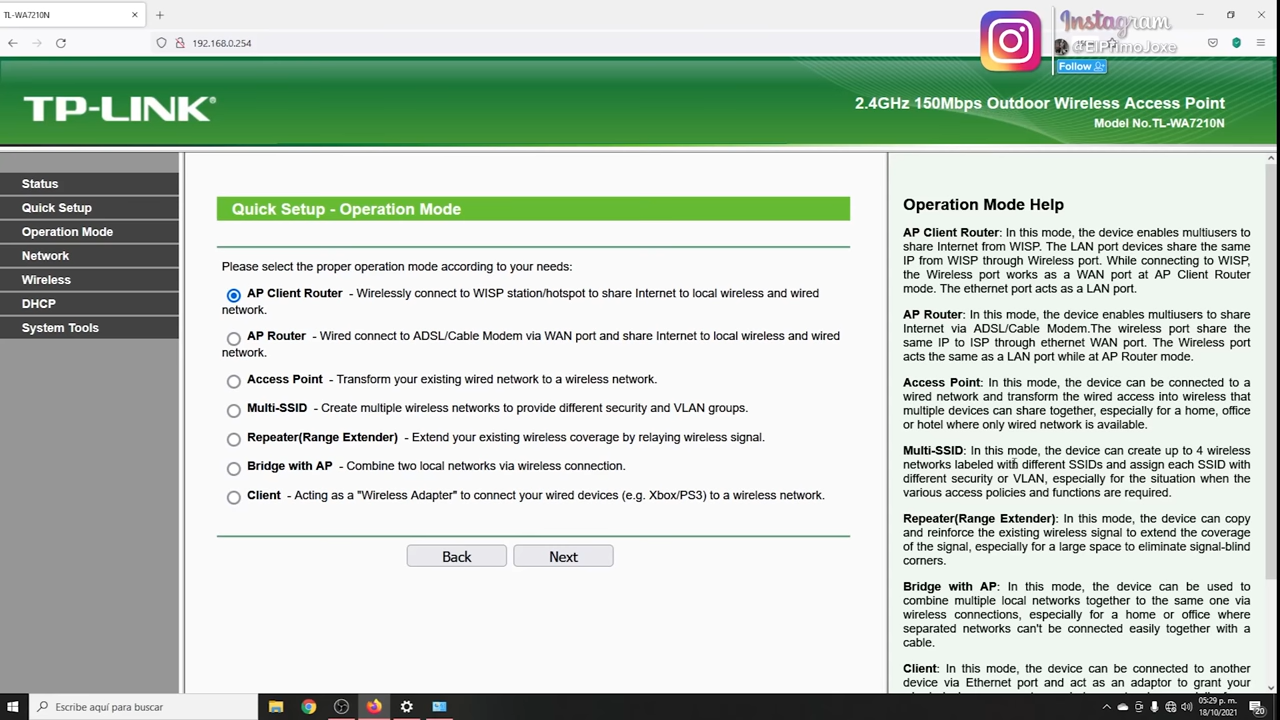 TL-WA7210N
192.168.0.254
Instagram
@ElPrimoJoxe
Follow
TP-LINK®
2.4GHz 150Mbps Outdoor Wireless Access Point
Model No.TL-WA7210N
Status
Quick Setup
Operation Mode
Network
Wireless
DHCP
System Tools
Quick Setup - Operation Mode
Please select the proper operation mode according to your needs:
AP Client Router - Wirelessly connect to WISP station/hotspot to share Internet to local wireless and wired
network.
AP Router - Wired connect to ADSL/Cable Modem via WAN port and share Internet to local wireless and wired
network.
Access Point - Transform your existing wired network to a wireless network.
Multi-SSID - Create multiple wireless networks to provide different security and VLAN groups.
Repeater(Range Extender) - Extend your existing wireless coverage by relaying wireless signal.
Bridge with AP - Combine two local networks via wireless connection.
Client - Acting as a "Wireless Adapter" to connect your wired devices (e.g. Xbox/PS3) to a wireless network.
Back
Next
Operation Mode Help
AP Client Router: In this mode, the device enables multiusers to
share Internet from WISP. The LAN port devices share the same
IP from WISP through Wireless port. While connecting to WISP,
the Wireless port works as a WAN port at AP Client Router
mode. The ethernet port acts as a LAN port.
AP Router: In this mode, the device enables multiusers to share
Internet via ADSL/Cable Modem.The wireless port share the
same IP to ISP through ethernet WAN port. The Wireless port
acts the same as a LAN port while at AP Router mode.
Access Point: In this mode, the device can be connected to a
wired network and transform the wired access into wireless that
multiple devices can share together, especially for a home, office
or hotel where only wired network is available.
Multi-SSID: In this mode, the device can create up to 4 wireless
networks labeled with different SSIDs and assign each SSID with
different security or VLAN, especially for the situation when the
various access policies and functions are required.
Repeater(Range Extender): In this mode, the device can copy
and reinforce the existing wireless signal to extend the coverage
of the signal, especially for a large space to eliminate signal-blind
corners.
Bridge with AP: In this mode, the device can be used to
combine multiple local networks together to the same one via
wireless connections, especially for a home or office where
separated networks can't be connected easily together with a
cable.
Client: In this mode, the device can be connected to another
device via Ethernet port and act as an adaptor to grant your
Escribe aquí para buscar
05:29 p. m.
18/10/2021
20